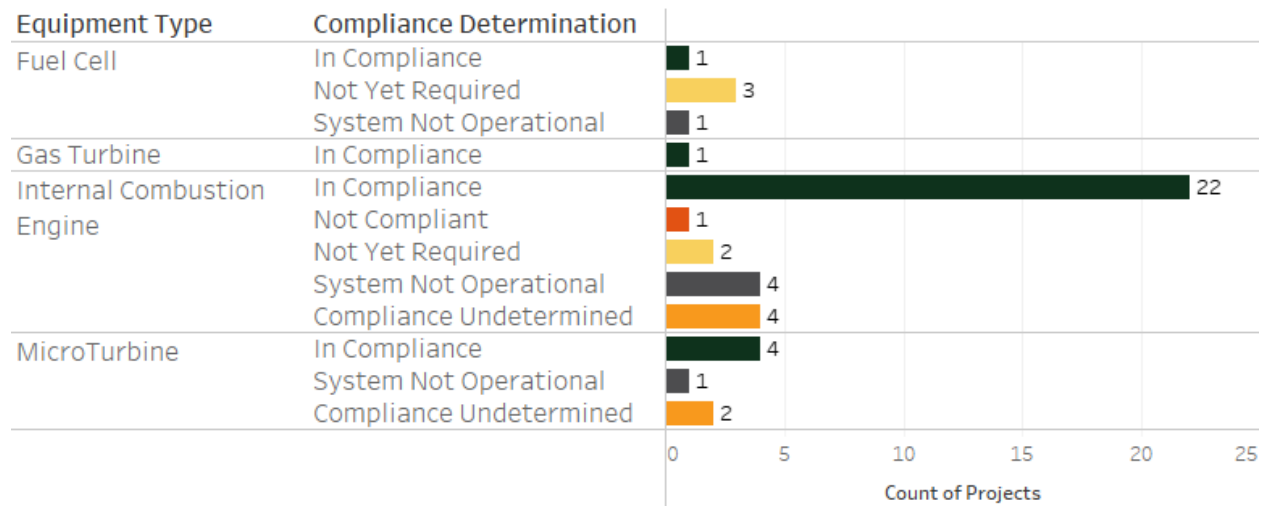 Equipment Type Compliance Determination
Fuel Cell In Compliance 1
Not Yet Required 3
System Not Operational 1
Gas Turbine In Compliance 1
Internal Combustion In Compliance 22
Engine Not Compliant 1
Not Yet Required 2
System Not Operational 4
Compliance Undetermined 4
MicroTurbine In Compliance 4
System Not Operational 1
Compliance Undetermined 2
0 5 10 15 20 25
Count of Projects